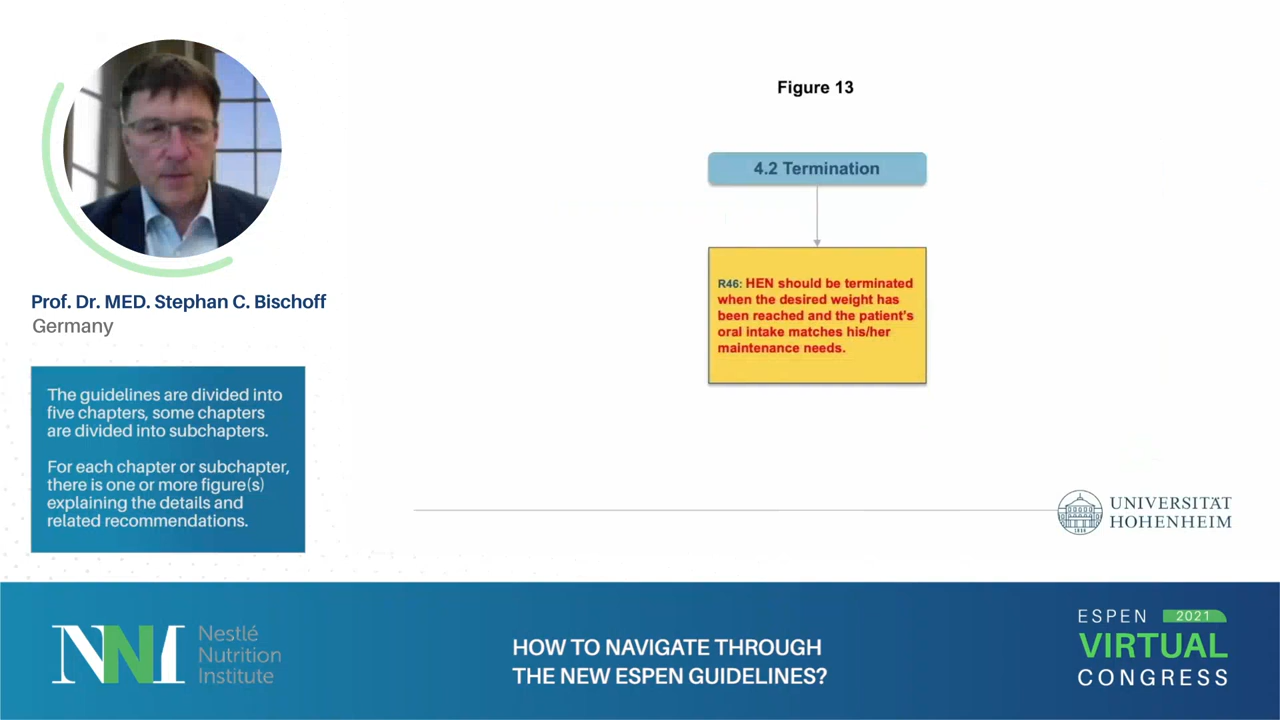 Figure 13
4.2 Termination
R46: HEN should be terminated
when the desired weight has
been reached and the patient's
oral intake matches his/her
maintenance needs.
Prof. Dr. MED. Stephan C. Bischoff
Germany
The guidelines are divided into
five chapters, some chapters
are divided into subchapters.
For each chapter or subchapter,
there is one or more figure(s)
explaining the details and
related recommendations.
UNIVERSITÄT
HOHENHEIM
NNI
Nestlé
Nutrition
Institute
HOW TO NAVIGATE THROUGH
THE NEW ESPEN GUIDELINES?
ESPEN 2021
VIRTUAL
CONGRESS